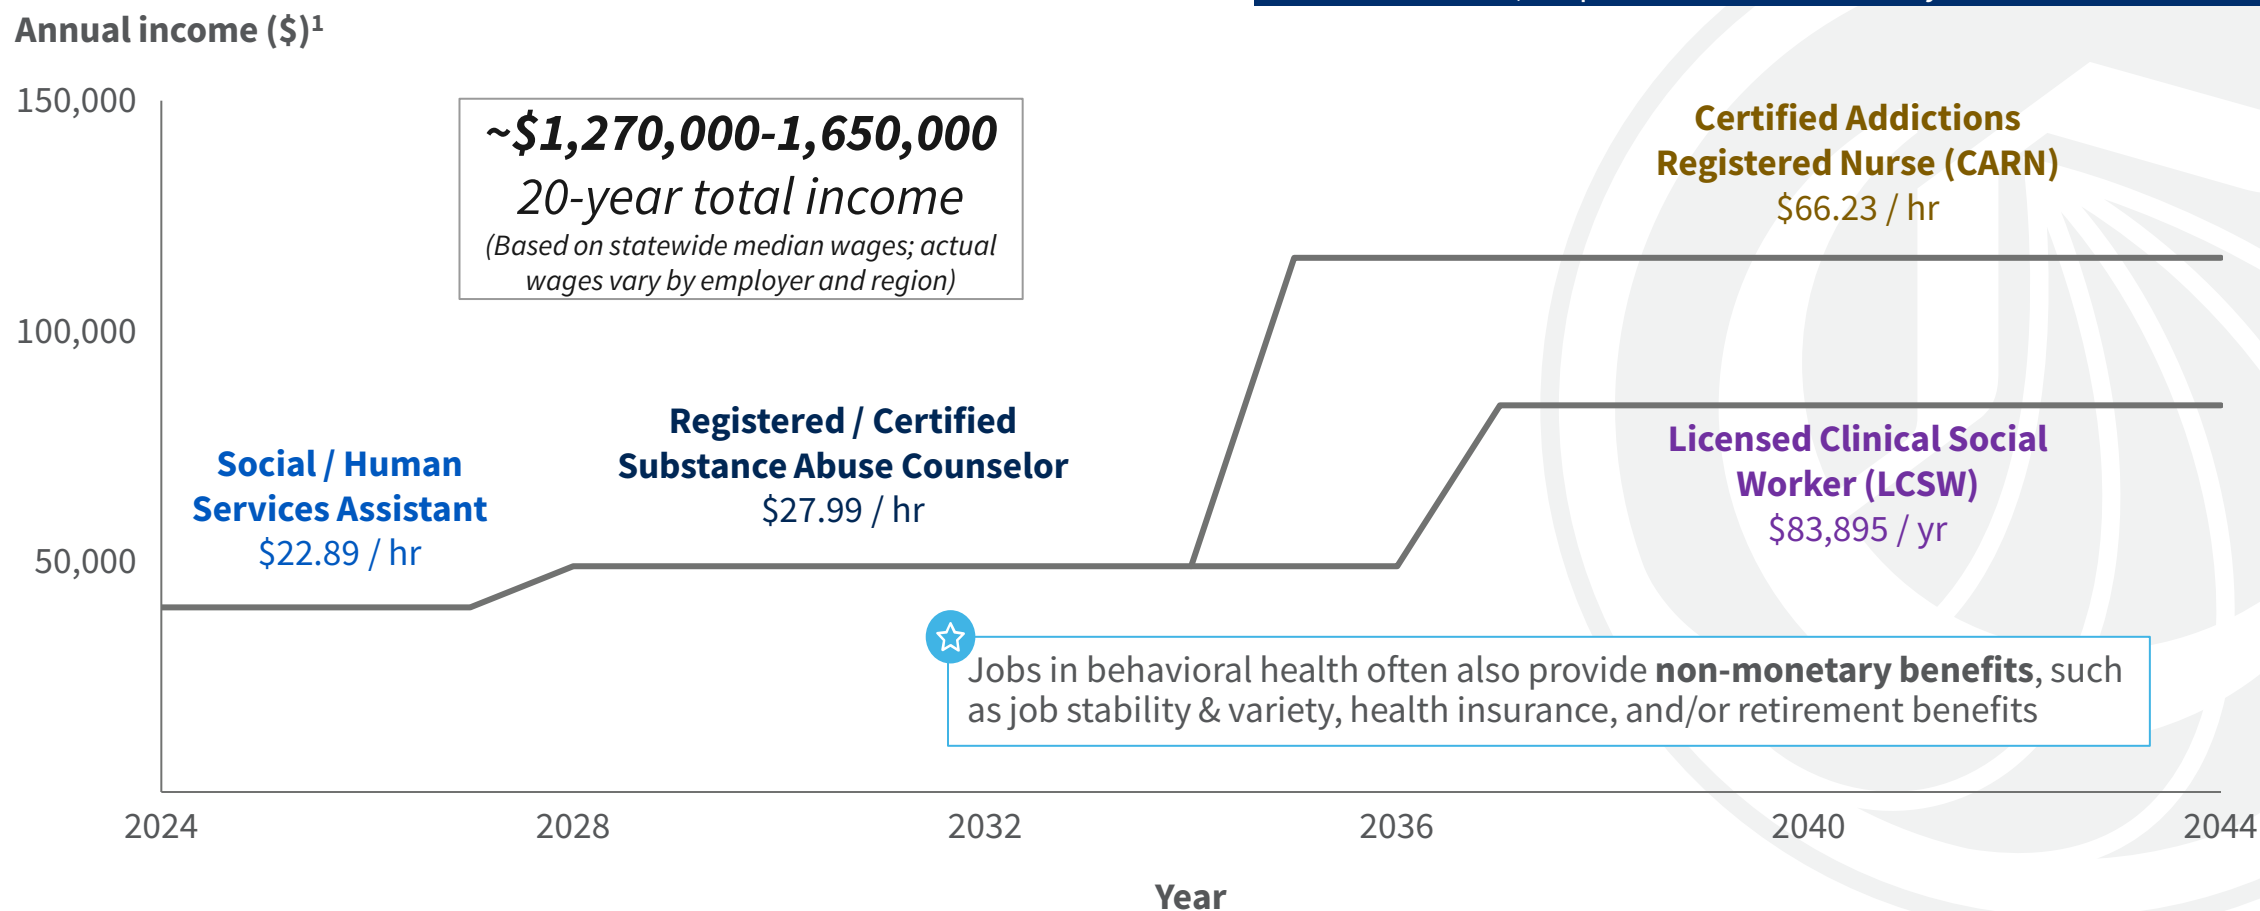 Annual income ($)¹
150,000
100,000
50,000
~$1,270,000-1,650,000
20-year total income
(Based on statewide median wages; actual
wages vary by employer and region)
Social / Human
Services Assistant
$22.89 / hr
Registered / Certified
Substance Abuse Counselor
$27.99 / hr
Certified Addictions
Registered Nurse (CARN)
$66.23 / hr
Licensed Clinical Social
Worker (LCSW)
$83,895 / yr
Jobs in behavioral health often also provide non-monetary benefits, such
as job stability & variety, health insurance, and/or retirement benefits
2024 2028 2032 2036 2040 2044
Year